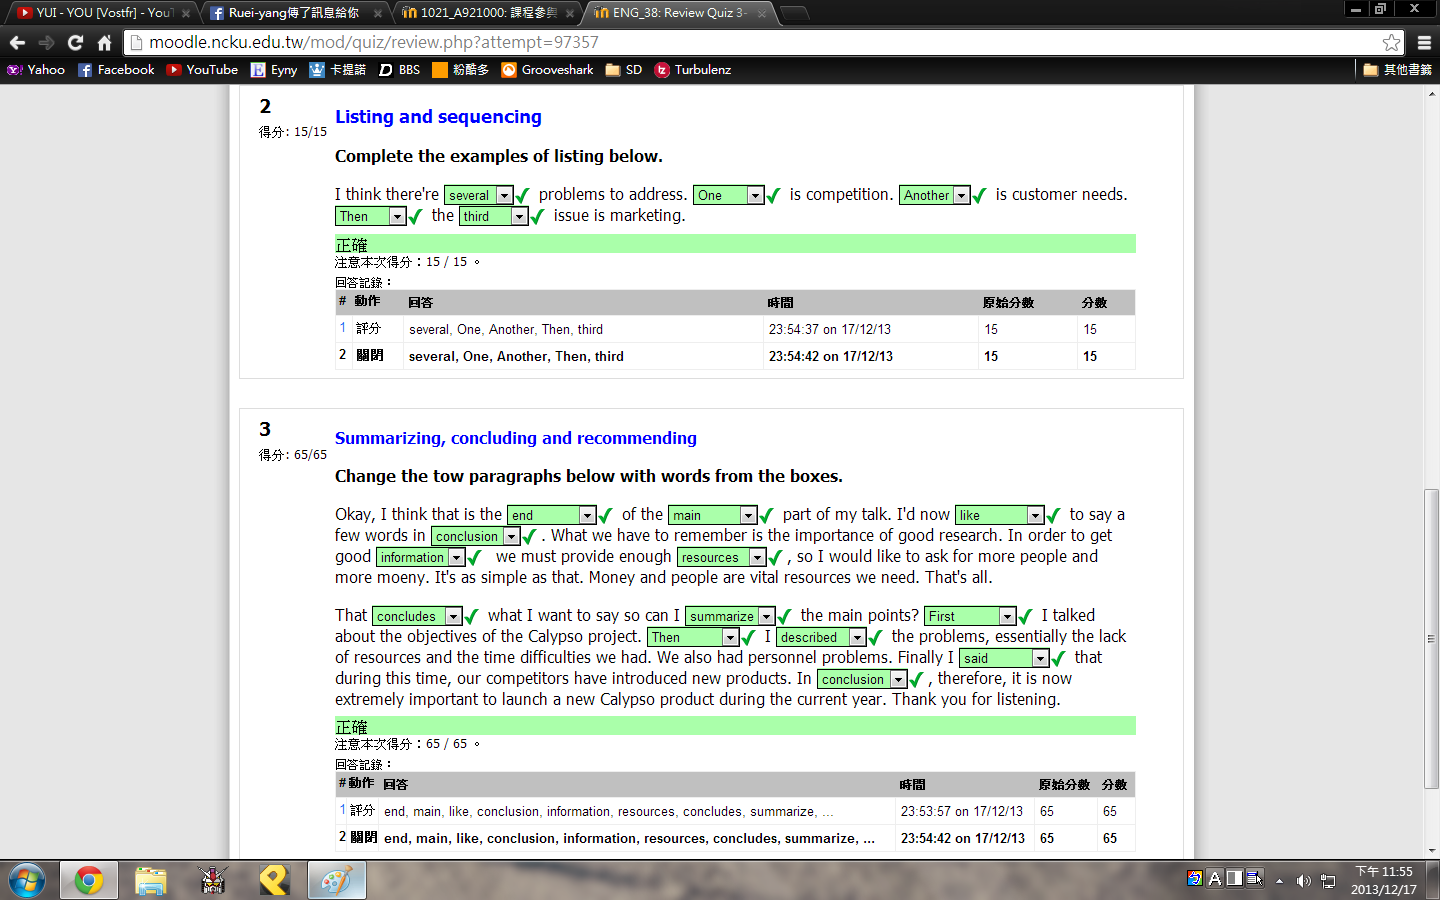 YUI - YOU [Vostfr] - YouT
Ruei-yang傳了訊息給你
1021_A921000: 課程參與
ENG_38: Review Quiz 3-
moodle.ncku.edu.tw/mod/quiz/review.php?attempt=97357
Yahoo Facebook YouTube Eyny 卡提諾 BBS 粉酷多 Grooveshark SD Turbulenz 其他書籤
2
得分: 15/15
Listing and sequencing
Complete the examples of listing below.
I think there're several problems to address. One is competition. Another is customer needs.
Then the third issue is marketing.
正確
注意本次得分：15 / 15 。
回答記錄：
# 動作 回答 時間 原始分數 分數
1 評分 several, One, Another, Then, third 23:54:37 on 17/12/13 15 15
2 關閉 several, One, Another, Then, third 23:54:42 on 17/12/13 15 15
3
得分: 65/65
Summarizing, concluding and recommending
Change the tow paragraphs below with words from the boxes.
Okay, I think that is the end of the main part of my talk. I'd now like to say a
few words in conclusion . What we have to remember is the importance of good research. In order to get
good information we must provide enough resources , so I would like to ask for more people and
more moeny. It's as simple as that. Money and people are vital resources we need. That's all.
That concludes what I want to say so can I summarize the main points? First I talked
about the objectives of the Calypso project. Then I described the problems, essentially the lack
of resources and the time difficulties we had. We also had personnel problems. Finally I said that
during this time, our competitors have introduced new products. In conclusion , therefore, it is now
extremely important to launch a new Calypso product during the current year. Thank you for listening.
正確
注意本次得分：65 / 65 。
回答記錄：
# 動作 回答 時間 原始分數 分數
1 評分 end, main, like, conclusion, information, resources, concludes, summarize, ... 23:53:57 on 17/12/13 65 65
2 關閉 end, main, like, conclusion, information, resources, concludes, summarize, ... 23:54:42 on 17/12/13 65 65
A
下午 11:55
2013/12/17